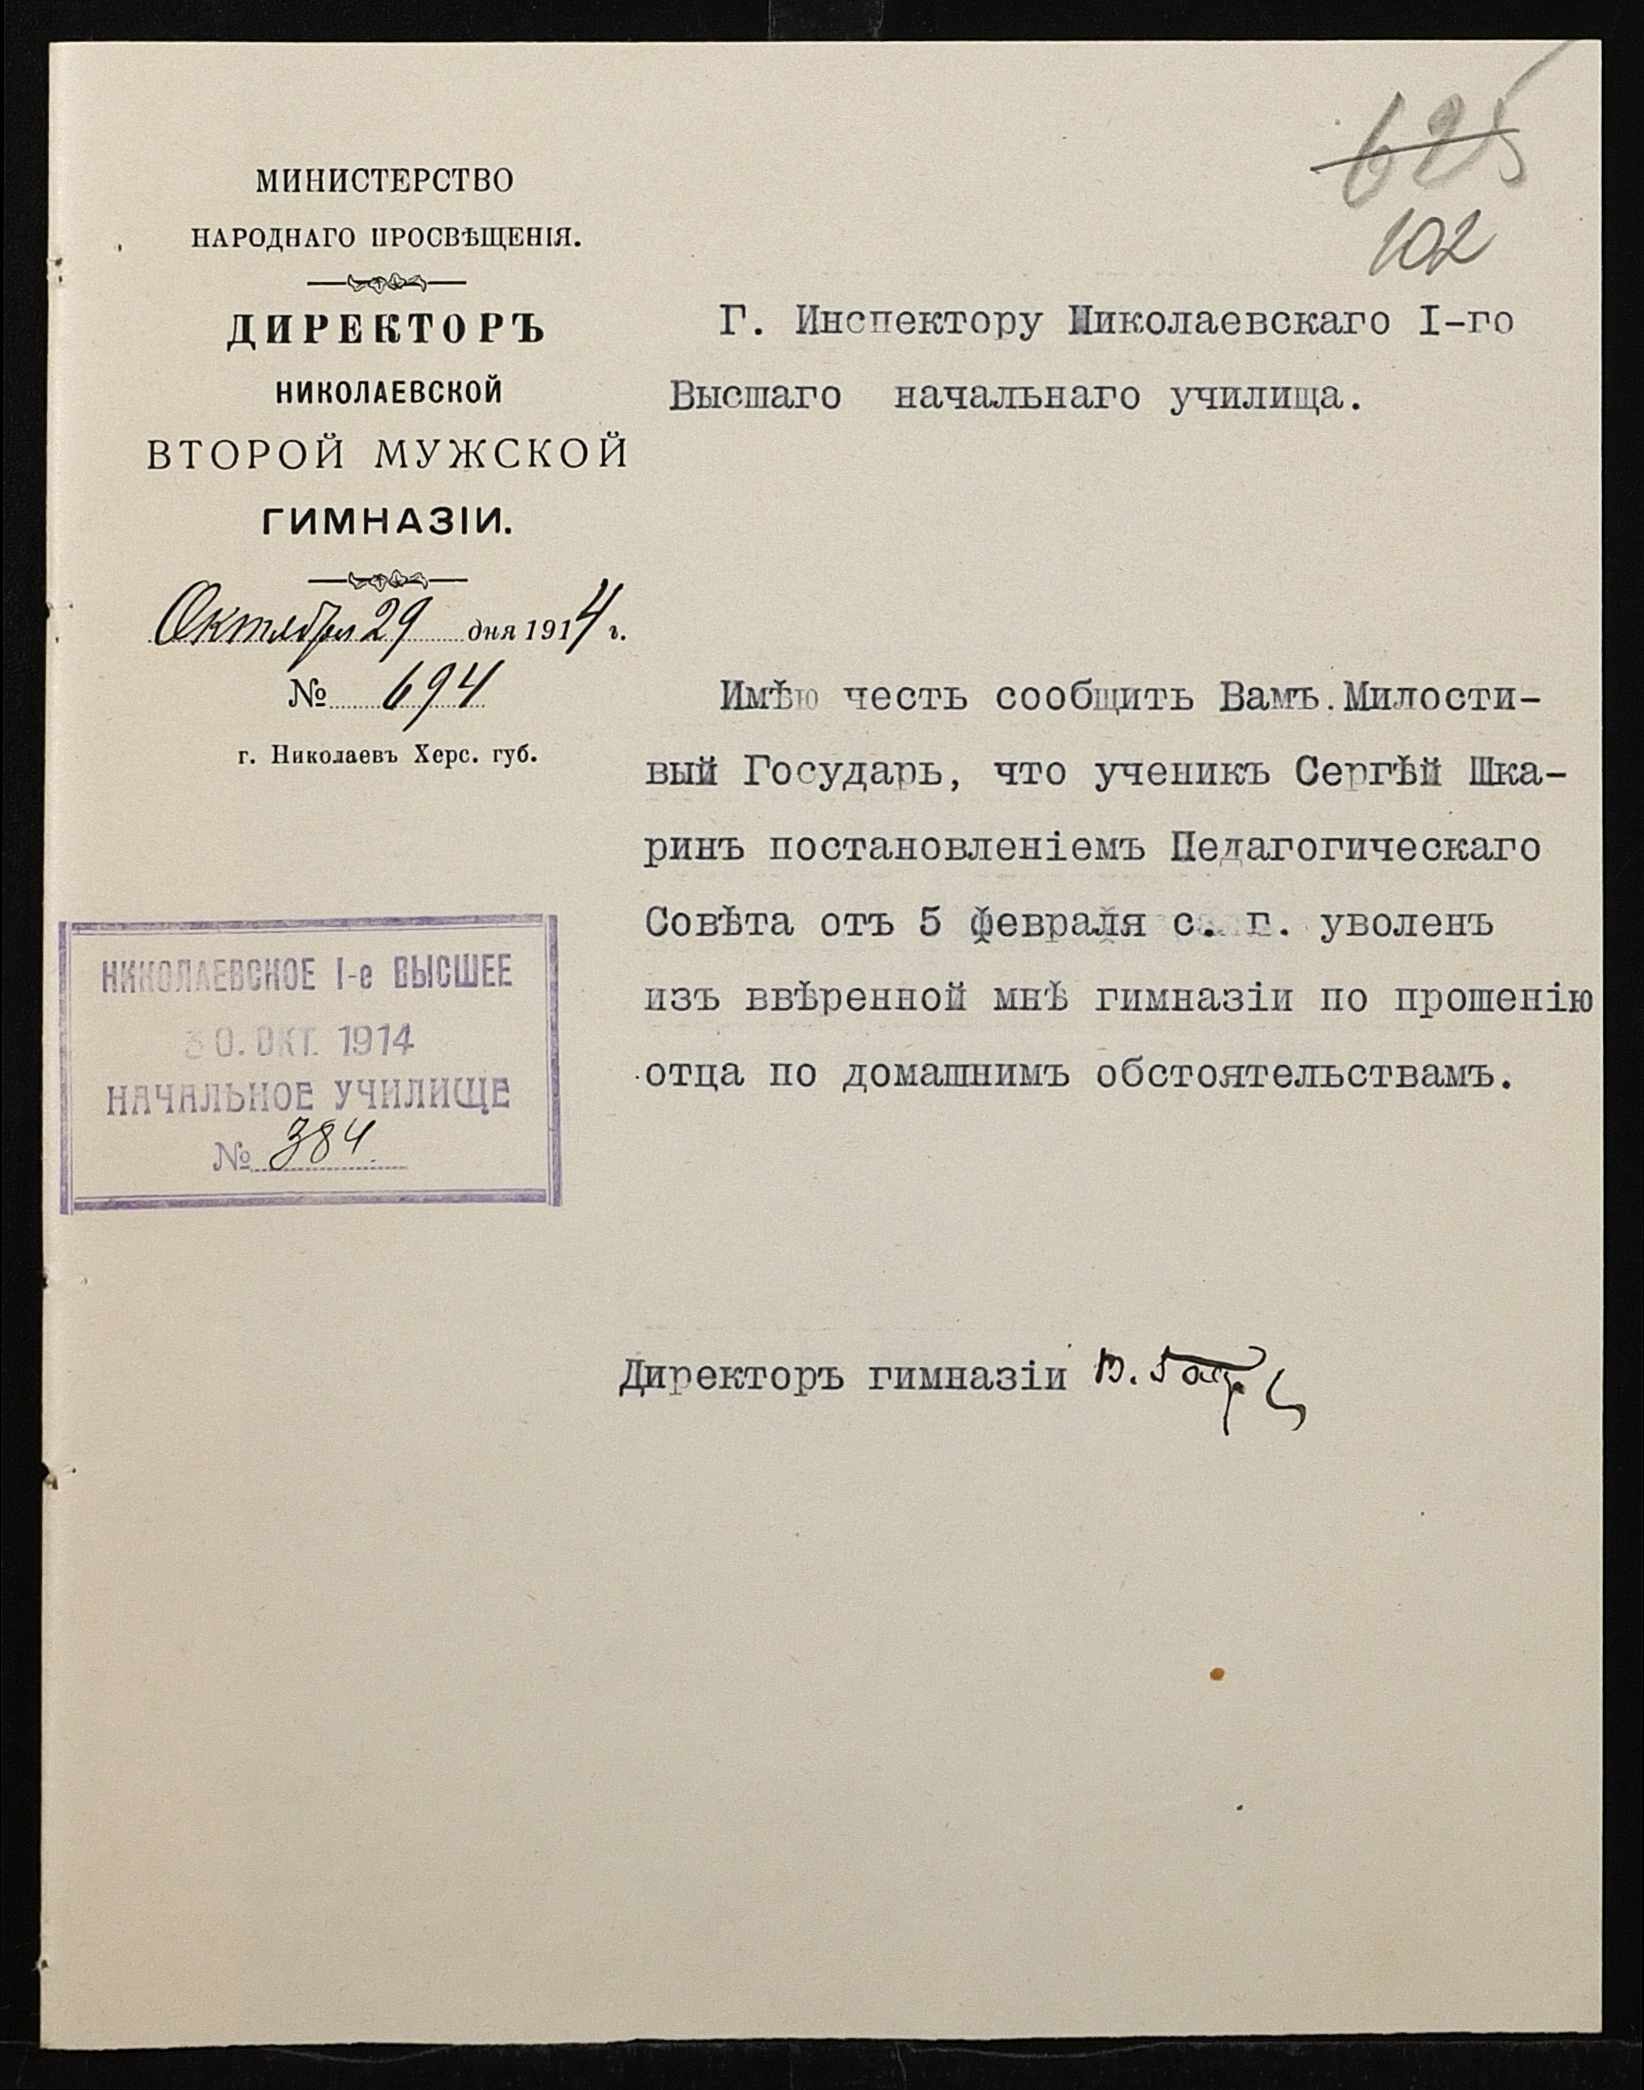 625
102
МИНИСТЕРСТВО
НАРОДНАГО ПРОСВѢЩЕНІЯ.
ДИРЕКТОРЪ
НИКОЛАЕВСКОЙ
ВТОРОЙ МУЖСКОЙ
ГИМНАЗІИ.
Октября 29 дня 1914 г.
№ 694
г. Николаевъ Херс. губ.
Г. Инспектору Николаевскаго I-го
Высшаго начальнаго училища.
Имѣю честь сообщить Вамъ. Милости-
вый Государь, что ученикъ Сергѣй Шка-
ринъ постановленіемъ Педагогическаго
Совѣта отъ 5 февраля с. г. уволенъ
изъ ввѣренной мнѣ гимназіи по прошенію
отца по домашнимъ обстоятельствамъ.
НИКОЛАЕВСКОЕ I-е ВЫСШЕЕ
30. ОКТ. 1914
НАЧАЛЬНОЕ УЧИЛИЩЕ
№ 384
Директоръ гимназіи В.